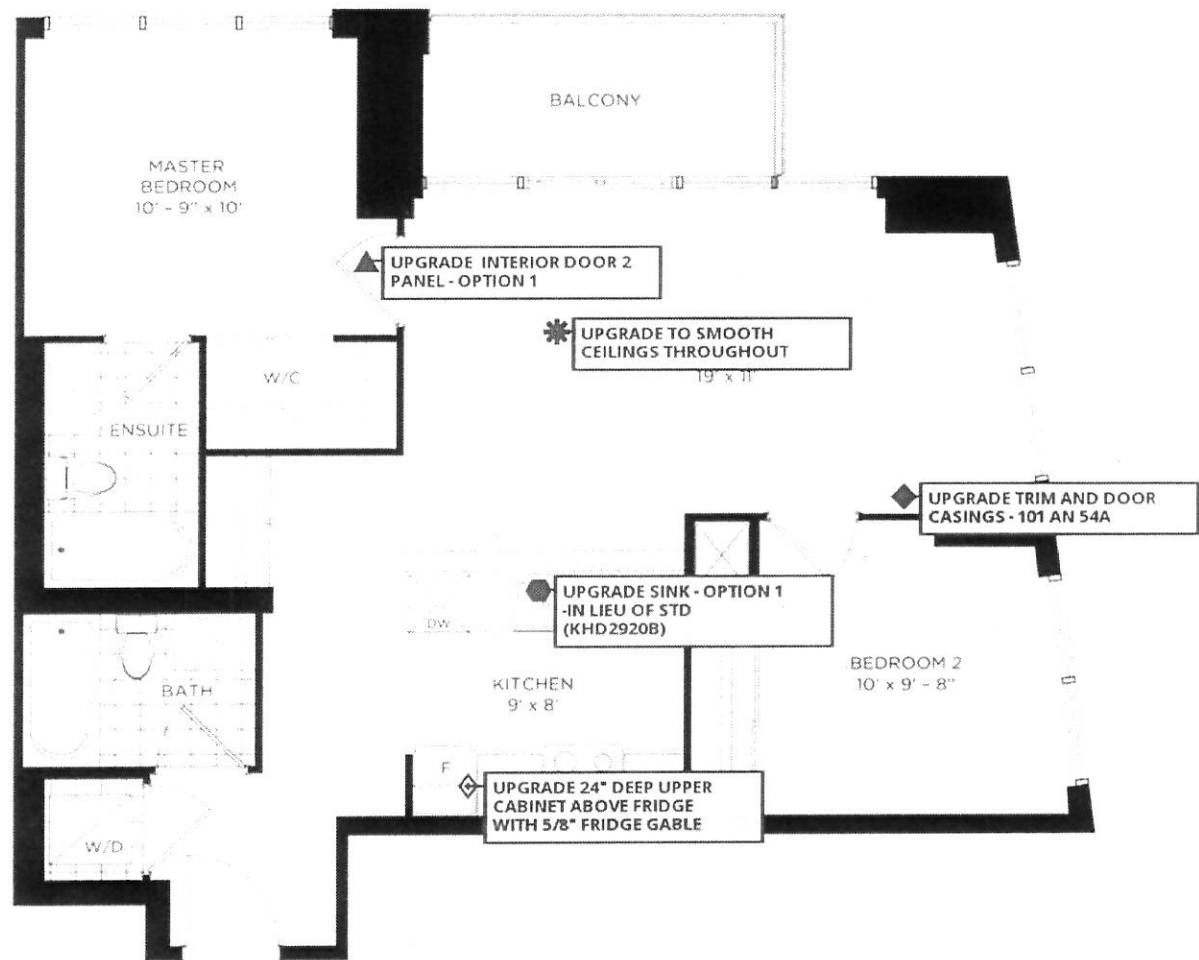 BALCONY
MASTER
BEDROOM
10' - 9" x 10'
UPGRADE INTERIOR DOOR 2
PANEL - OPTION 1
UPGRADE TO SMOOTH
CEILINGS THROUGHOUT
19' x 11'
W/C
ENSUITE
UPGRADE TRIM AND DOOR
CASINGS - 101 AN 54A
UPGRADE SINK - OPTION 1
-IN LIEU OF STD
(KHD2920B)
DW
BEDROOM 2
10' x 9' - 8"
KITCHEN
9' x 8'
BATH
F
UPGRADE 24" DEEP UPPER
CABINET ABOVE FRIDGE
WITH 5/8" FRIDGE GABLE
W/D